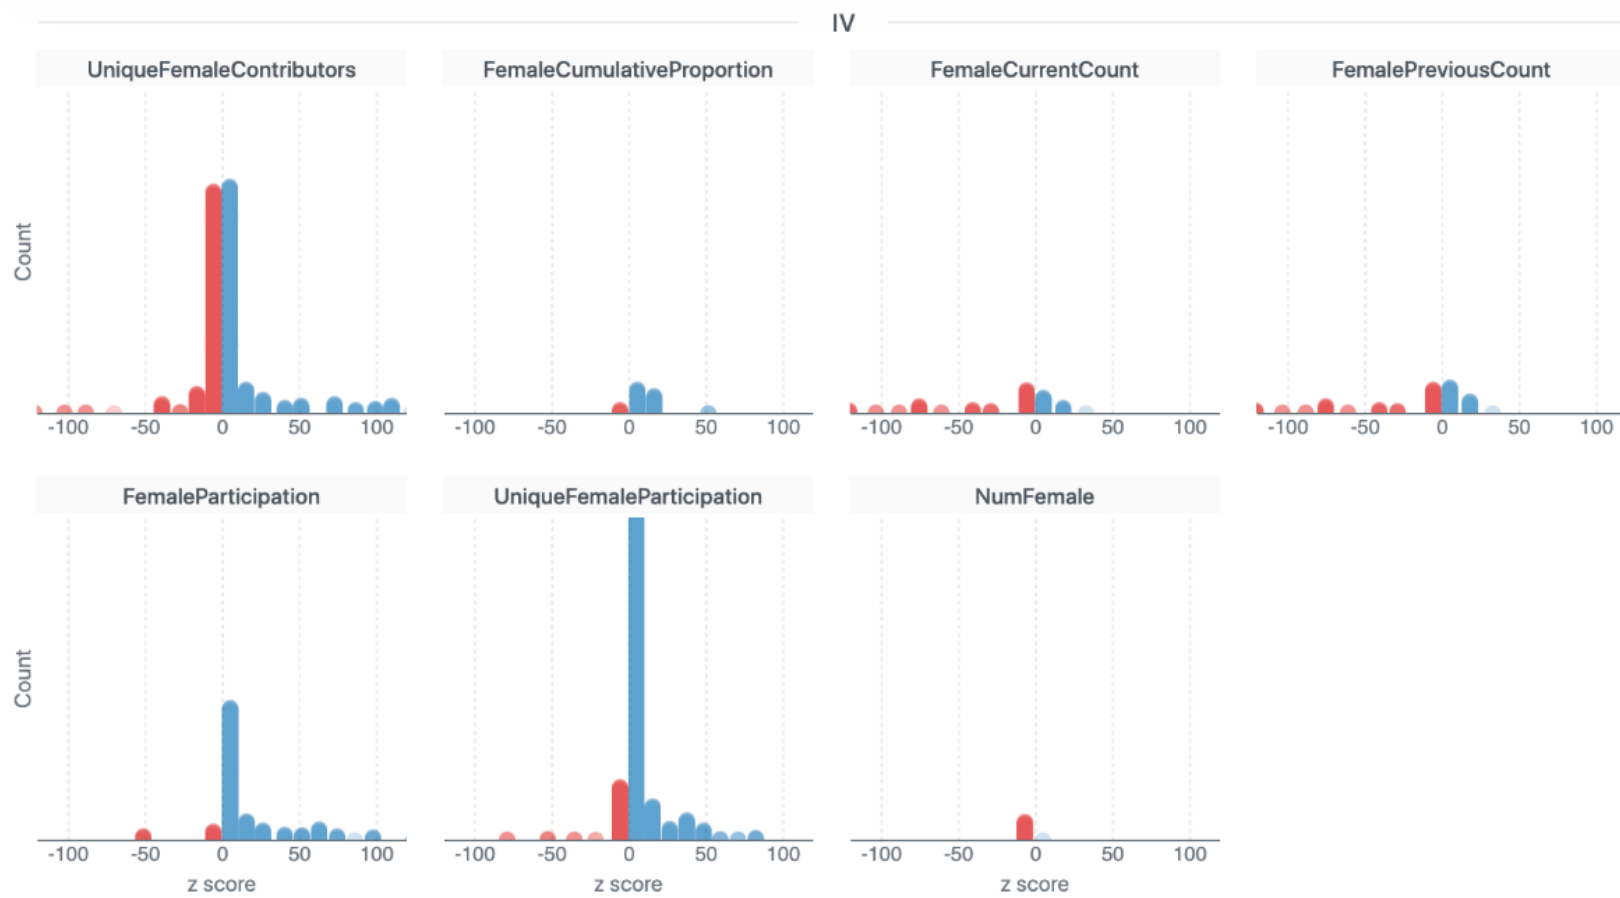 IV
UniqueFemaleContributors
FemaleCumulativeProportion
FemaleCurrentCount
FemalePreviousCount
Count
-100 -50 0 50 100
-100 -50 0 50 100
-100 -50 0 50 100
-100 -50 0 50 100
FemaleParticipation
UniqueFemaleParticipation
NumFemale
Count
-100 -50 0 50 100
-100 -50 0 50 100
-100 -50 0 50 100
z score
z score
z score